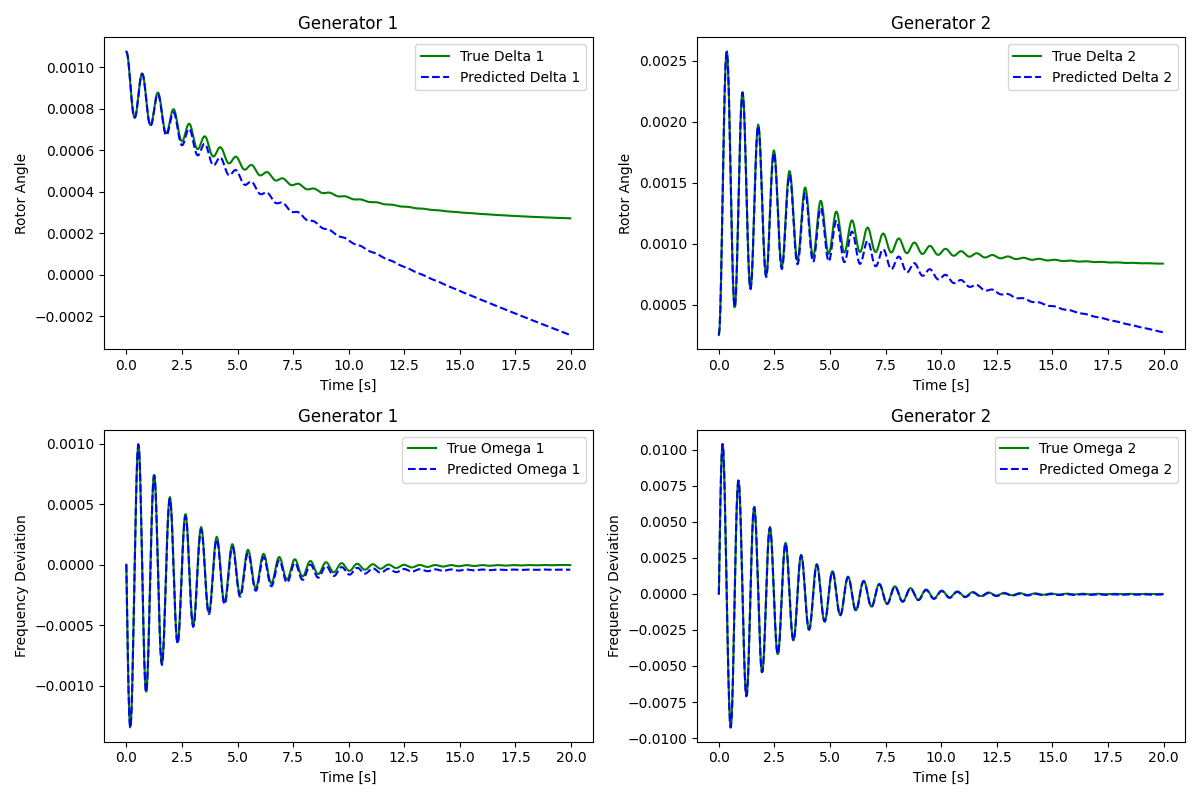 Generator 1
True Delta 1
Predicted Delta 1
Rotor Angle
0.0010
0.0008
0.0006
0.0004
0.0002
0.0000
−0.0002
0.0 2.5 5.0 7.5 10.0 12.5 15.0 17.5 20.0
Time [s]
Generator 2
True Delta 2
Predicted Delta 2
Rotor Angle
0.0025
0.0020
0.0015
0.0010
0.0005
0.0 2.5 5.0 7.5 10.0 12.5 15.0 17.5 20.0
Time [s]
Generator 1
True Omega 1
Predicted Omega 1
Frequency Deviation
0.0010
0.0005
0.0000
−0.0005
−0.0010
0.0 2.5 5.0 7.5 10.0 12.5 15.0 17.5 20.0
Time [s]
Generator 2
True Omega 2
Predicted Omega 2
Frequency Deviation
0.0100
0.0075
0.0050
0.0025
0.0000
−0.0025
−0.0050
−0.0075
−0.0100
0.0 2.5 5.0 7.5 10.0 12.5 15.0 17.5 20.0
Time [s]